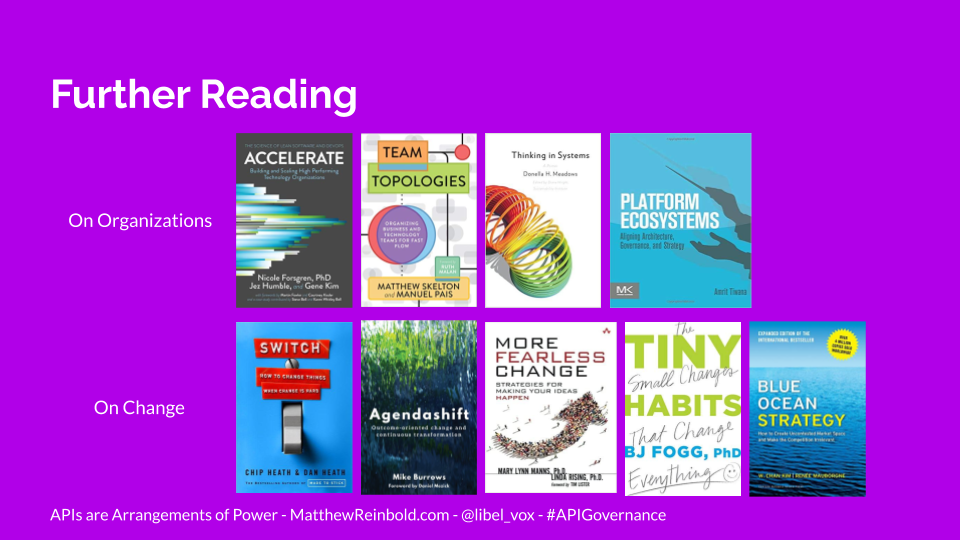 Further Reading
On Organizations
THE SCIENCE OF LEAN SOFTWARE AND DEVOPS
ACCELERATE
Building and Scaling High Performing
Technology Organizations
Nicole Forsgren, PhD
Jez Humble, and Gene Kim
TEAM
TOPOLOGIES
ORGANIZING
BUSINESS AND
TECHNOLOGY
TEAMS FOR FAST
FLOW
RUTH
MALAN
MATTHEW SKELTON
and MANUEL PAIS
Thinking in Systems
Donella H. Meadows
PLATFORM
ECOSYSTEMS
Aligning Architecture,
Governance, and Strategy
MK
Amrit Tiwana
On Change
SWITCH
HOW TO CHANGE THINGS
WHEN CHANGE IS HARD
CHIP HEATH & DAN HEATH
THE BESTSELLING AUTHORS OF MADE TO STICK
Agendashift
Outcome-oriented change and
continuous transformation
Mike Burrows
Foreword by Daniel Mezick
MORE
FEARLESS
CHANGE
STRATEGIES FOR
MAKING YOUR IDEAS
HAPPEN
MARY LYNN MANNS, Ph.D.
LINDA RISING, Ph.D.
Foreword by TIM LISTER
The
TINY
Small Changes
HABITS
That Change
BJ FOGG, PhD
Everything
EXPANDED EDITION OF THE
INTERNATIONAL BESTSELLER
BLUE
OCEAN
STRATEGY
How to Create Uncontested Market Space
and Make the Competition Irrelevant
W. CHAN KIM | RENÉE MAUBORGNE
APIs are Arrangements of Power - MatthewReinbold.com - @libel_vox - #APIGovernance